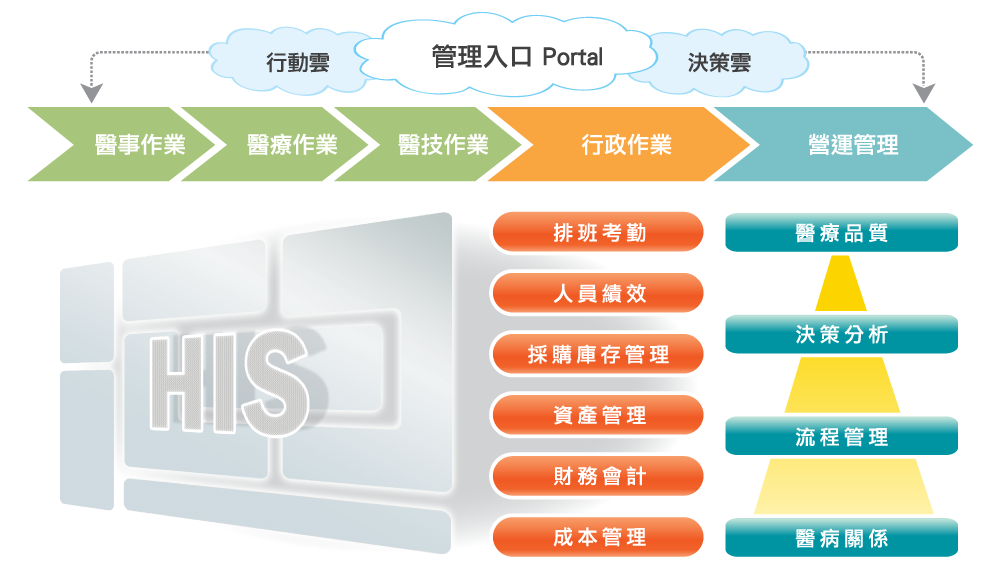 行動雲
管理入口 Portal
決策雲
醫事作業
醫療作業
醫技作業
行政作業
營運管理
HIS
排班考勤
人員績效
採購庫存管理
資產管理
財務會計
成本管理
醫療品質
決策分析
流程管理
醫病關係